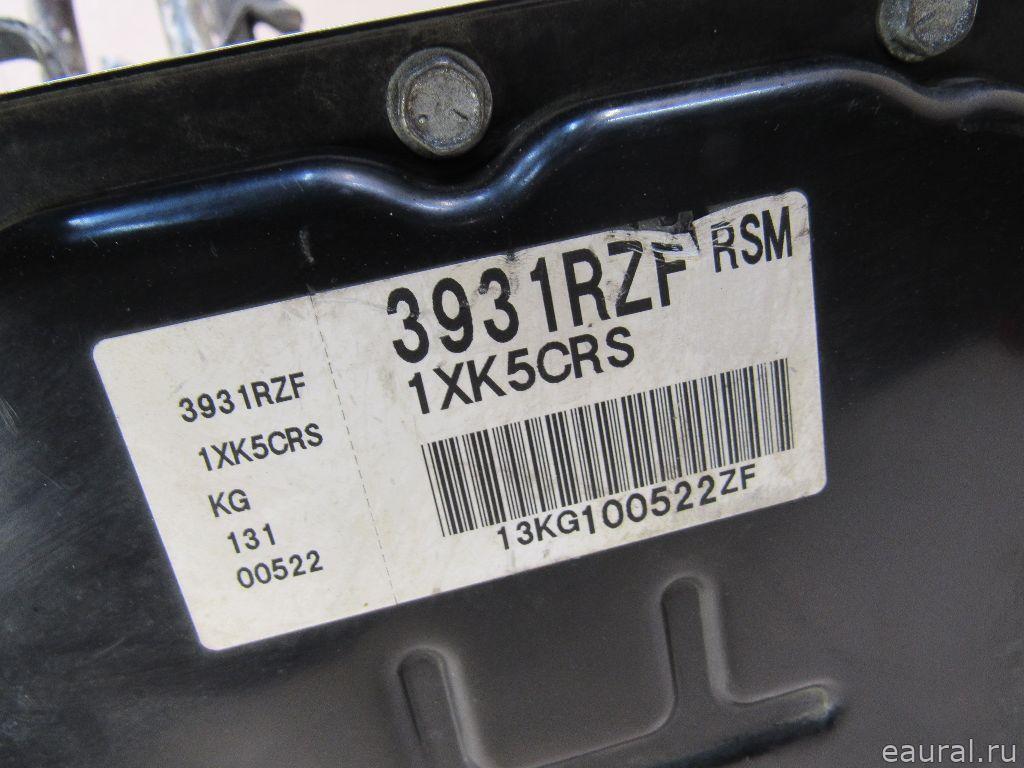 3931RZF RSM
1XK5CRS
13KG100522ZF
3931RZF
1XK5CRS
KG
131
00522
eaural.ru